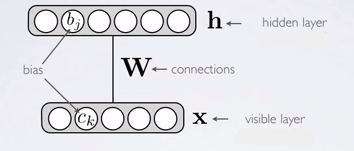 b_j h hidden layer
bias W connections
c_k x visible layer